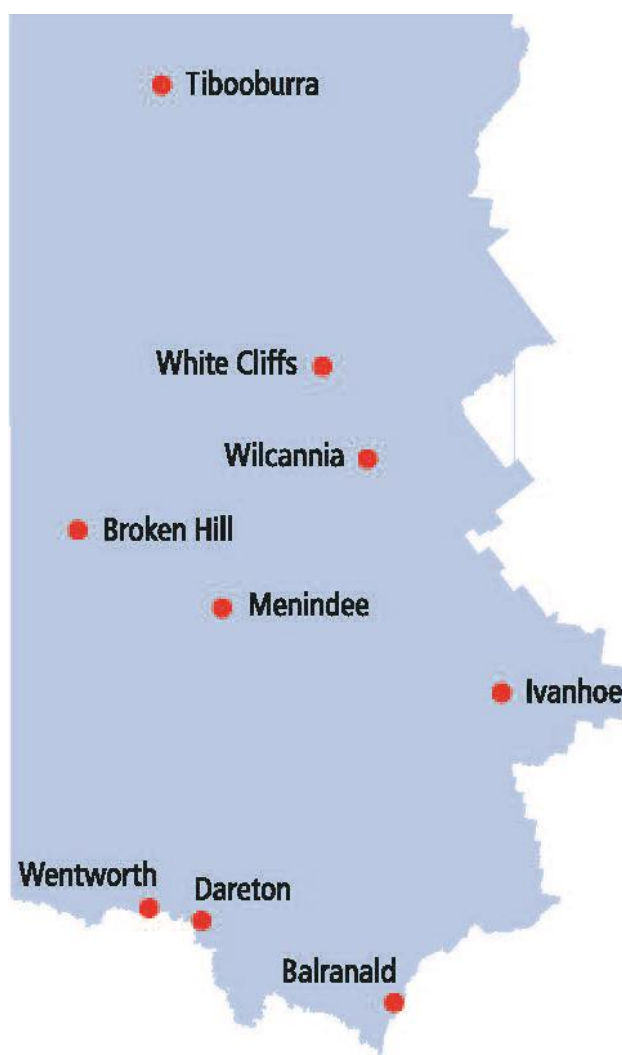 Tibooburra
White Cliffs
Wilcannia
Broken Hill
Menindee
Ivanhoe
Wentworth
Dareton
Balranald